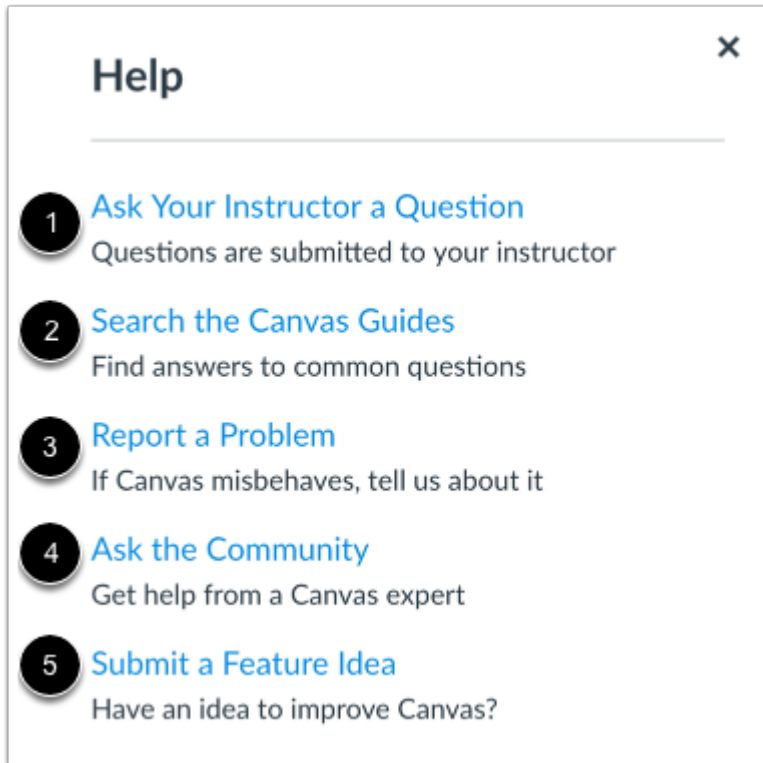 Help
1 Ask Your Instructor a Question
Questions are submitted to your instructor
2 Search the Canvas Guides
Find answers to common questions
3 Report a Problem
If Canvas misbehaves, tell us about it
4 Ask the Community
Get help from a Canvas expert
5 Submit a Feature Idea
Have an idea to improve Canvas?